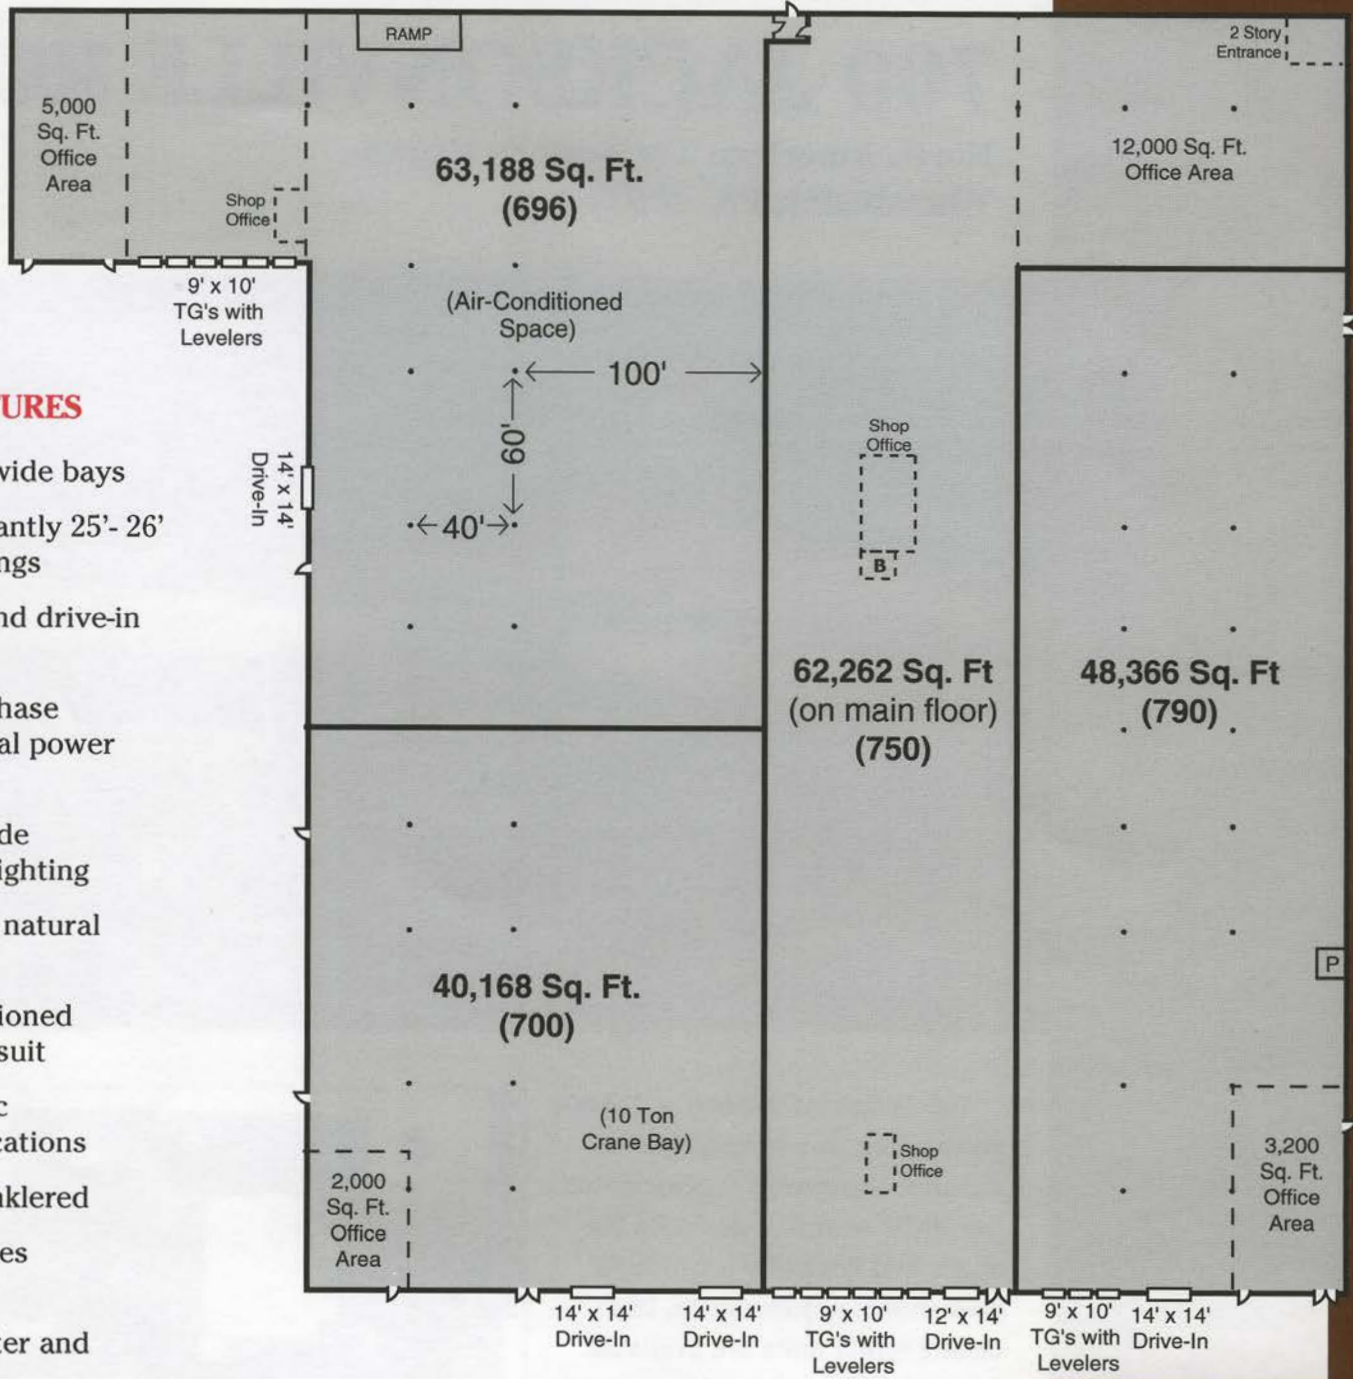 RAMP
2 Story
Entrance
5,000
Sq. Ft.
Office
Area
63,188 Sq. Ft.
(696)
12,000 Sq. Ft.
Office Area
Shop
Office
9' x 10'
TG's with
Levelers
(Air-Conditioned
Space)
100'
60'
40'
14' x 14'
Drive-In
Shop
Office
B
62,262 Sq. Ft
(on main floor)
(750)
48,366 Sq. Ft
(790)
40,168 Sq. Ft.
(700)
P
(10 Ton
Crane Bay)
Shop
Office
2,000
Sq. Ft.
Office
Area
3,200
Sq. Ft.
Office
Area
14' x 14'
Drive-In
14' x 14'
Drive-In
9' x 10'
TG's with
Levelers
12' x 14'
Drive-In
9' x 10'
TG's with
Levelers
14' x 14'
Drive-In
TURES
wide bays
antly 25'- 26'
ngs
nd drive-in
hase
al power
de
ighting
natural
ioned
suit
c
cations
nklered
es
ter and